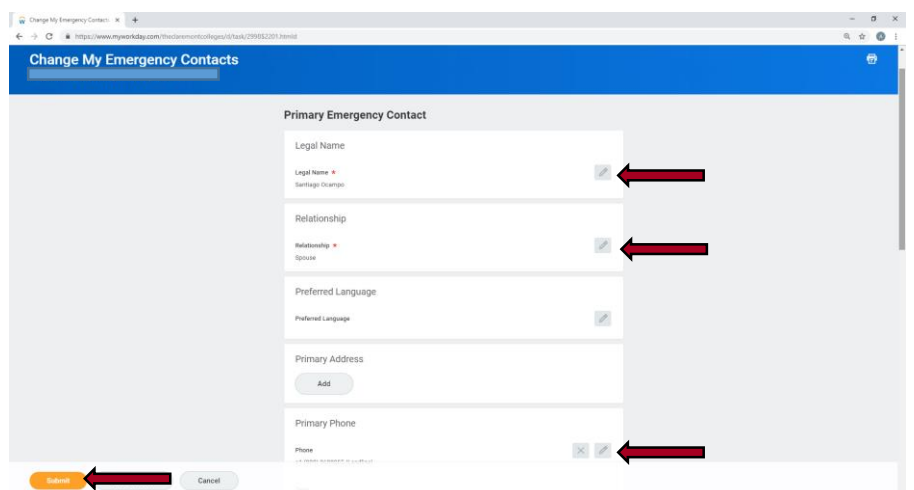 Change My Emergency Contacts
https://www.myworkday.com/theclaremontcolleges/d/task/2990$2201.htmld
Change My Emergency Contacts
Primary Emergency Contact
Legal Name
Legal Name *
Santiago Ocampo
Relationship
Relationship *
Spouse
Preferred Language
Preferred Language
Primary Address
Add
Primary Phone
Phone
Submit
Cancel